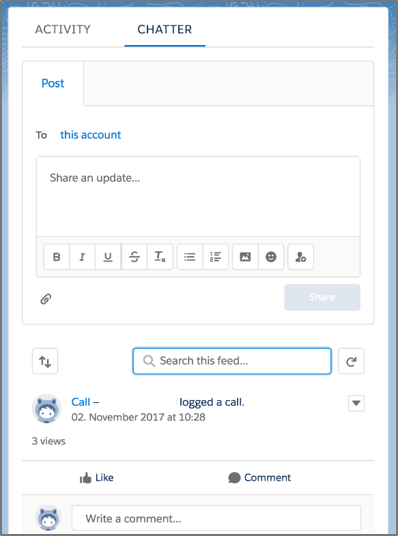 ACTIVITY CHATTER
Post
To this account
Share an update...
B I U S Tx
Share
Search this feed...
Call – logged a call.
02. November 2017 at 10:28
3 views
Like Comment
Write a comment...